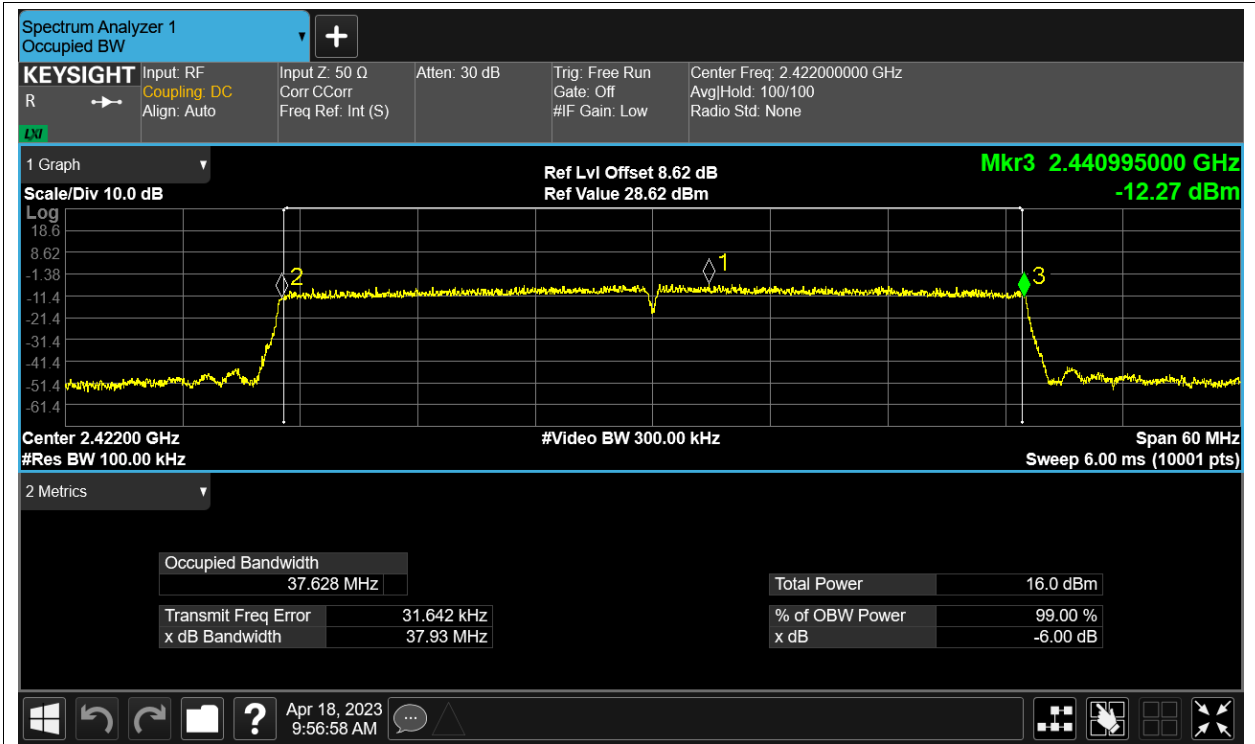 Spectrum Analyzer 1
Occupied BW
+
KEYSIGHT
R
LXI
Input: RF
Coupling: DC
Align: Auto
Input Z: 50 Ω
Corr CCorr
Freq Ref: Int (S)
Atten: 30 dB
Trig: Free Run
Gate: Off
#IF Gain: Low
Center Freq: 2.422000000 GHz
Avg|Hold: 100/100
Radio Std: None
1 Graph
Scale/Div 10.0 dB
Ref Lvl Offset 8.62 dB
Ref Value 28.62 dBm
Mkr3 2.440995000 GHz
-12.27 dBm
Log
18.6
8.62
-1.38
-11.4
-21.4
-31.4
-41.4
-51.4
-61.4
2
1
3
Center 2.42200 GHz
#Res BW 100.00 kHz
#Video BW 300.00 kHz
Span 60 MHz
Sweep 6.00 ms (10001 pts)
2 Metrics
Occupied Bandwidth
37.628 MHz
Transmit Freq Error 31.642 kHz
x dB Bandwidth 37.93 MHz
Total Power 16.0 dBm
% of OBW Power 99.00 %
x dB -6.00 dB
?
Apr 18, 2023
9:56:58 AM